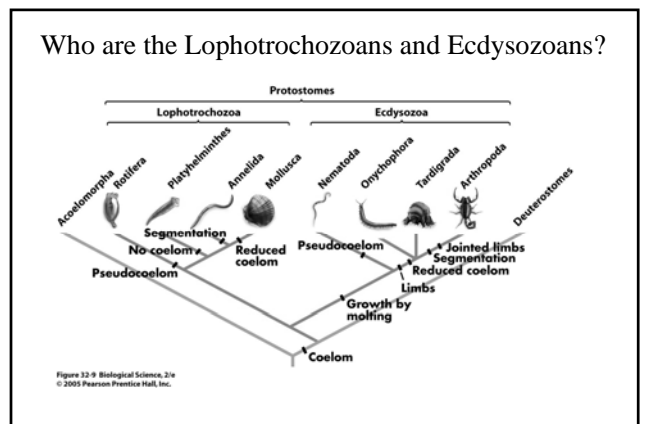 Who are the Lophotrochozoans and Ecdysozoans?
Protostomes
Lophotrochozoa
Ecdysozoa
Acoelomorpha
Rotifera
Platyhelminthes
Annelida
Mollusca
Nematoda
Onychophora
Tardigrada
Arthropoda
Deuterostomes
Segmentation
No coelom
Reduced
coelom
Pseudocoelom
Pseudocoelom
Jointed limbs
Segmentation
Reduced coelom
Limbs
Growth by
molting
Coelom
Figure 32-9 Biological Science, 2/e
© 2005 Pearson Prentice Hall, Inc.